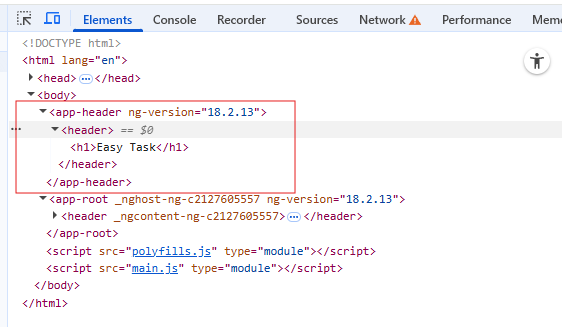 Elements Console Recorder Sources Network Performance Mem
<!DOCTYPE html>
<html lang="en">
<head> ⋯ </head>
<body>
<app-header ng-version="18.2.13">
⋯ <header> == $0
<h1>Easy Task</h1>
</header>
</app-header>
<app-root _nghost-ng-c2127605557 ng-version="18.2.13">
<header _ngcontent-ng-c2127605557> ⋯ </header>
</app-root>
<script src="polyfills.js" type="module"></script>
<script src="main.js" type="module"></script>
</body>
</html>